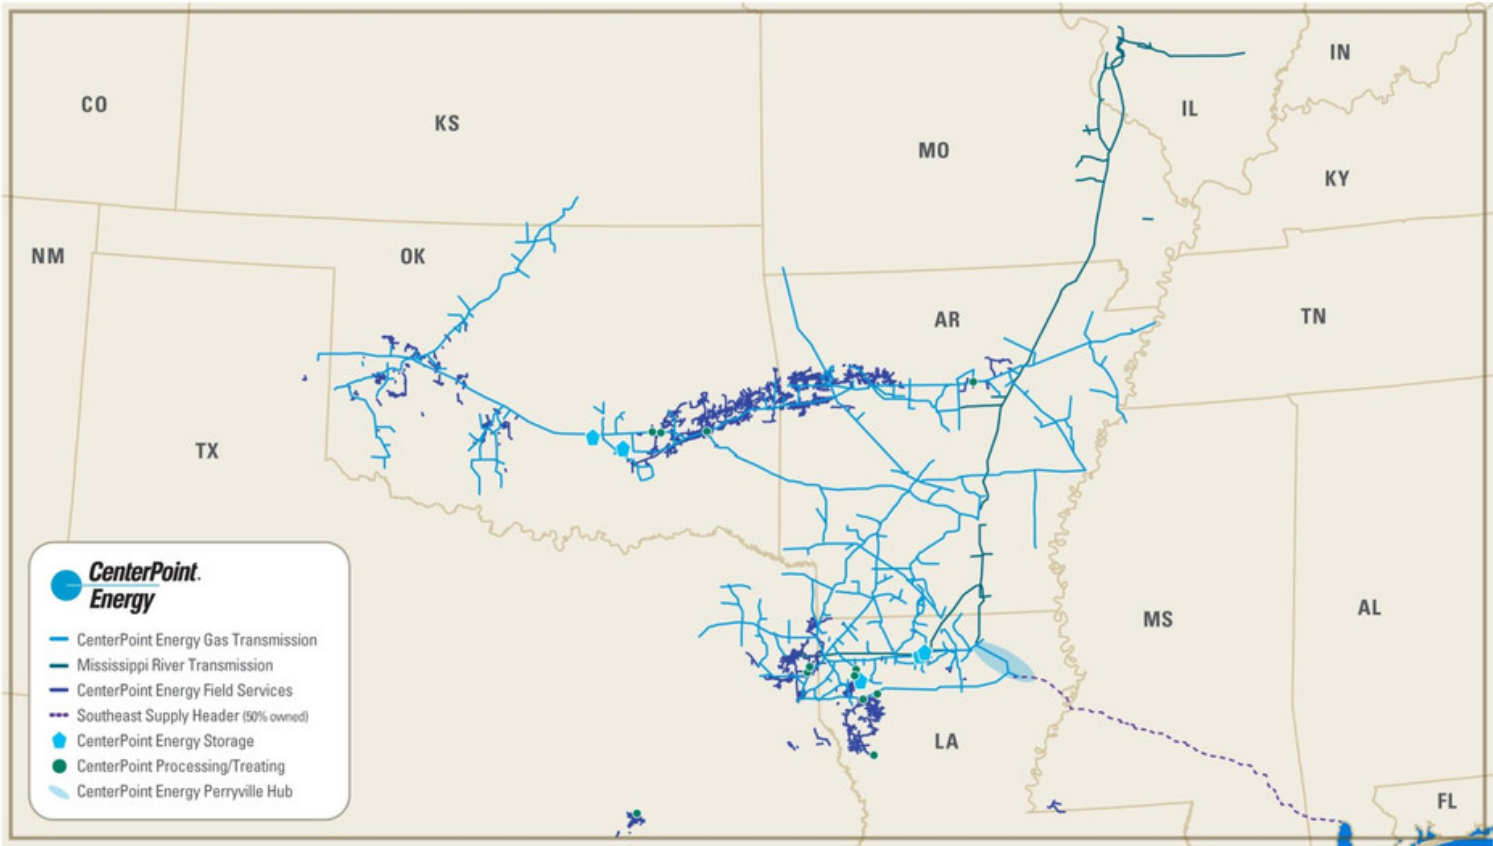 CO
KS
MO
IL
IN
KY
NM
OK
AR
TN
TX
MS
AL
LA
FL
CenterPoint.
Energy
CenterPoint Energy Gas Transmission
Mississippi River Transmission
CenterPoint Energy Field Services
Southeast Supply Header (50% owned)
CenterPoint Energy Storage
CenterPoint Processing/Treating
CenterPoint Energy Perryville Hub